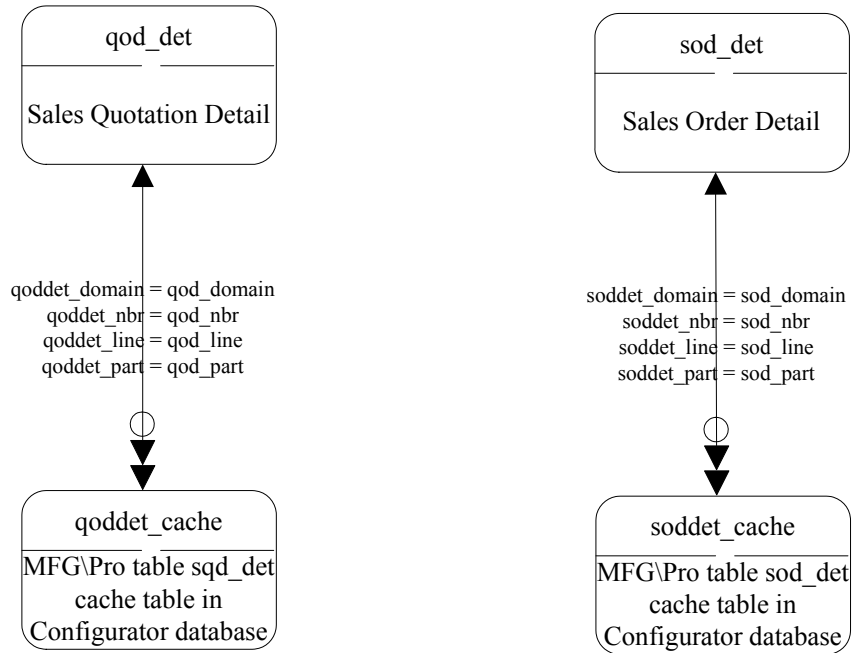 qod_det
Sales Quotation Detail
qoddet_domain = qod_domain
qoddet_nbr = qod_nbr
qoddet_line = qod_line
qoddet_part = qod_part
qoddet_cache
MFG\Pro table sqd_det
cache table in
Configurator database
sod_det
Sales Order Detail
soddet_domain = sod_domain
soddet_nbr = sod_nbr
soddet_line = sod_line
soddet_part = sod_part
soddet_cache
MFG\Pro table sod_det
cache table in
Configurator database